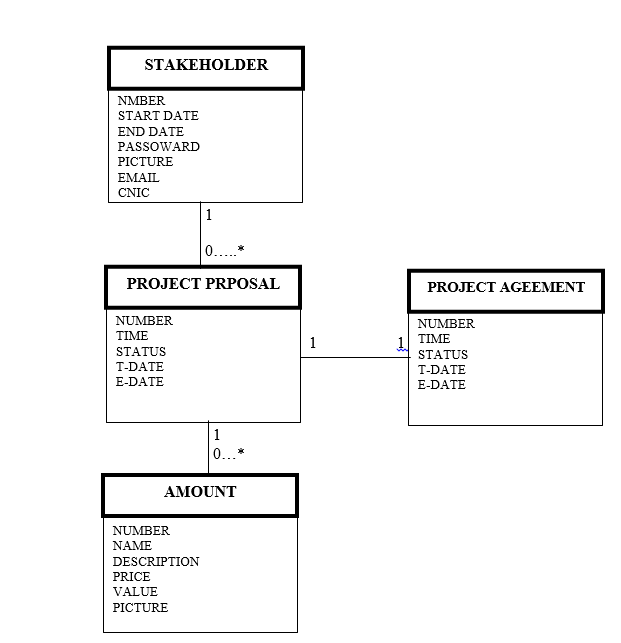 STAKEHOLDER
NMBER
START DATE
END DATE
PASSOWARD
PICTURE
EMAIL
CNIC
1
0.....*
PROJECT PRPOSAL
NUMBER
TIME
STATUS
T-DATE
E-DATE
1
1
PROJECT AGEEMENT
NUMBER
TIME
STATUS
T-DATE
E-DATE
1
0...*
AMOUNT
NUMBER
NAME
DESCRIPTION
PRICE
VALUE
PICTURE